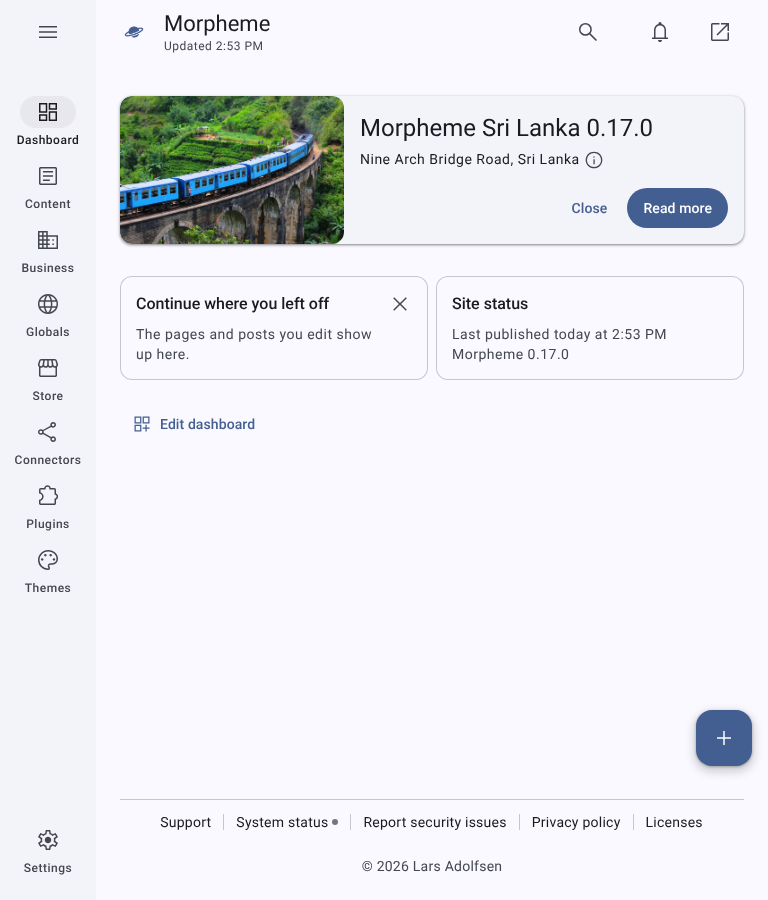 Morpheme
Updated 2:53 PM
Dashboard
Content
Business
Globals
Store
Connectors
Plugins
Themes
Settings
Morpheme Sri Lanka 0.17.0
Nine Arch Bridge Road, Sri Lanka
Close
Read more
Continue where you left off
The pages and posts you edit show
up here.
Site status
Last published today at 2:53 PM
Morpheme 0.17.0
Edit dashboard
Support
System status
Report security issues
Privacy policy
Licenses
© 2026 Lars Adolfsen